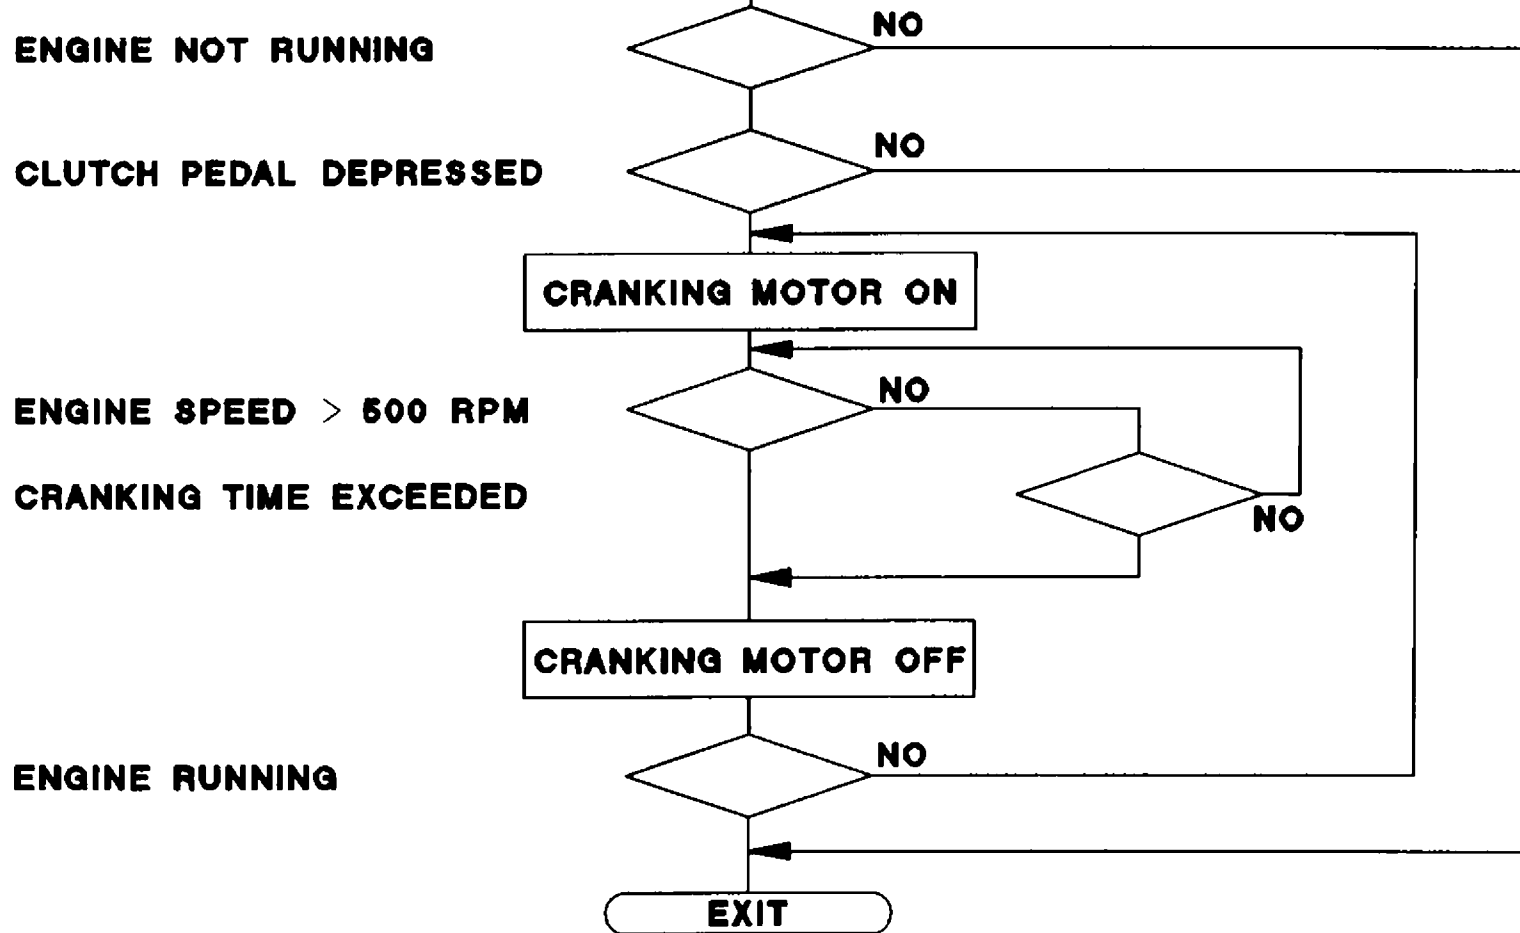 NO
ENGINE NOT RUNNING
NO
CLUTCH PEDAL DEPRESSED
CRANKING MOTOR ON
NO
ENGINE SPEED > 500 RPM
CRANKING TIME EXCEEDED
NO
CRANKING MOTOR OFF
NO
ENGINE RUNNING
EXIT